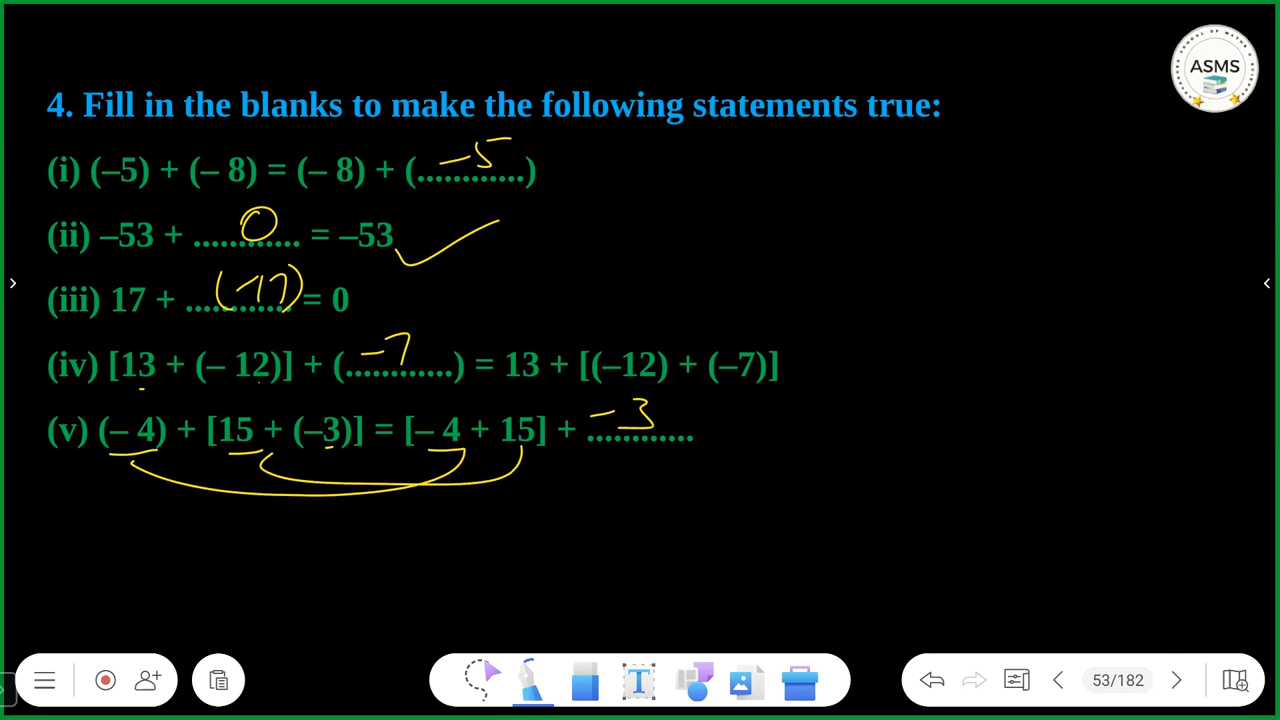 ASMS
4. Fill in the blanks to make the following statements true:
(i) (–5) + (– 8) = (– 8) + (............) –5
(ii) –53 + ............ = –53 0
(iii) 17 + ............ = 0 (-17)
(iv) [13 + (– 12)] + (............) = 13 + [(–12) + (–7)] –7
(v) (– 4) + [15 + (–3)] = [– 4 + 15] + ............ –3
53/182